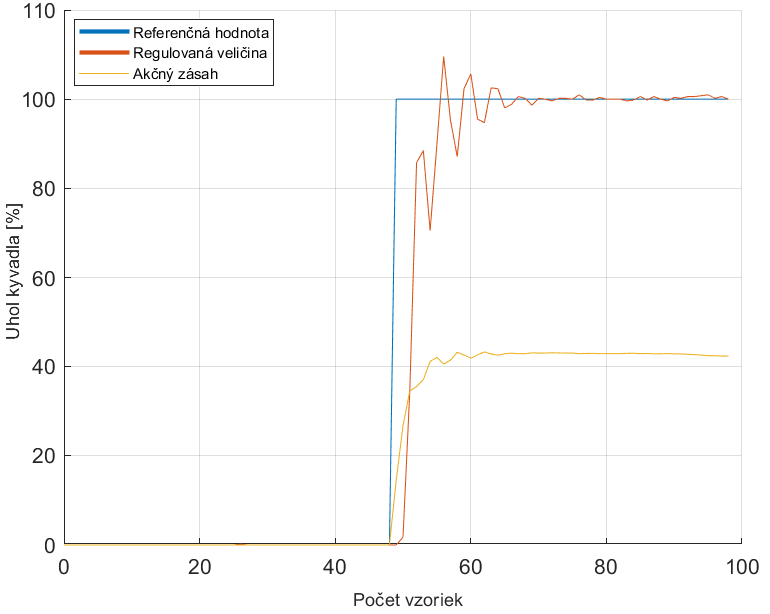 110
Referenčná hodnota
Regulovaná veličina
Akčný zásah
100
80
60
40
20
0
Uhol kyvadla [%]
0 20 40 60 80 100
Počet vzoriek